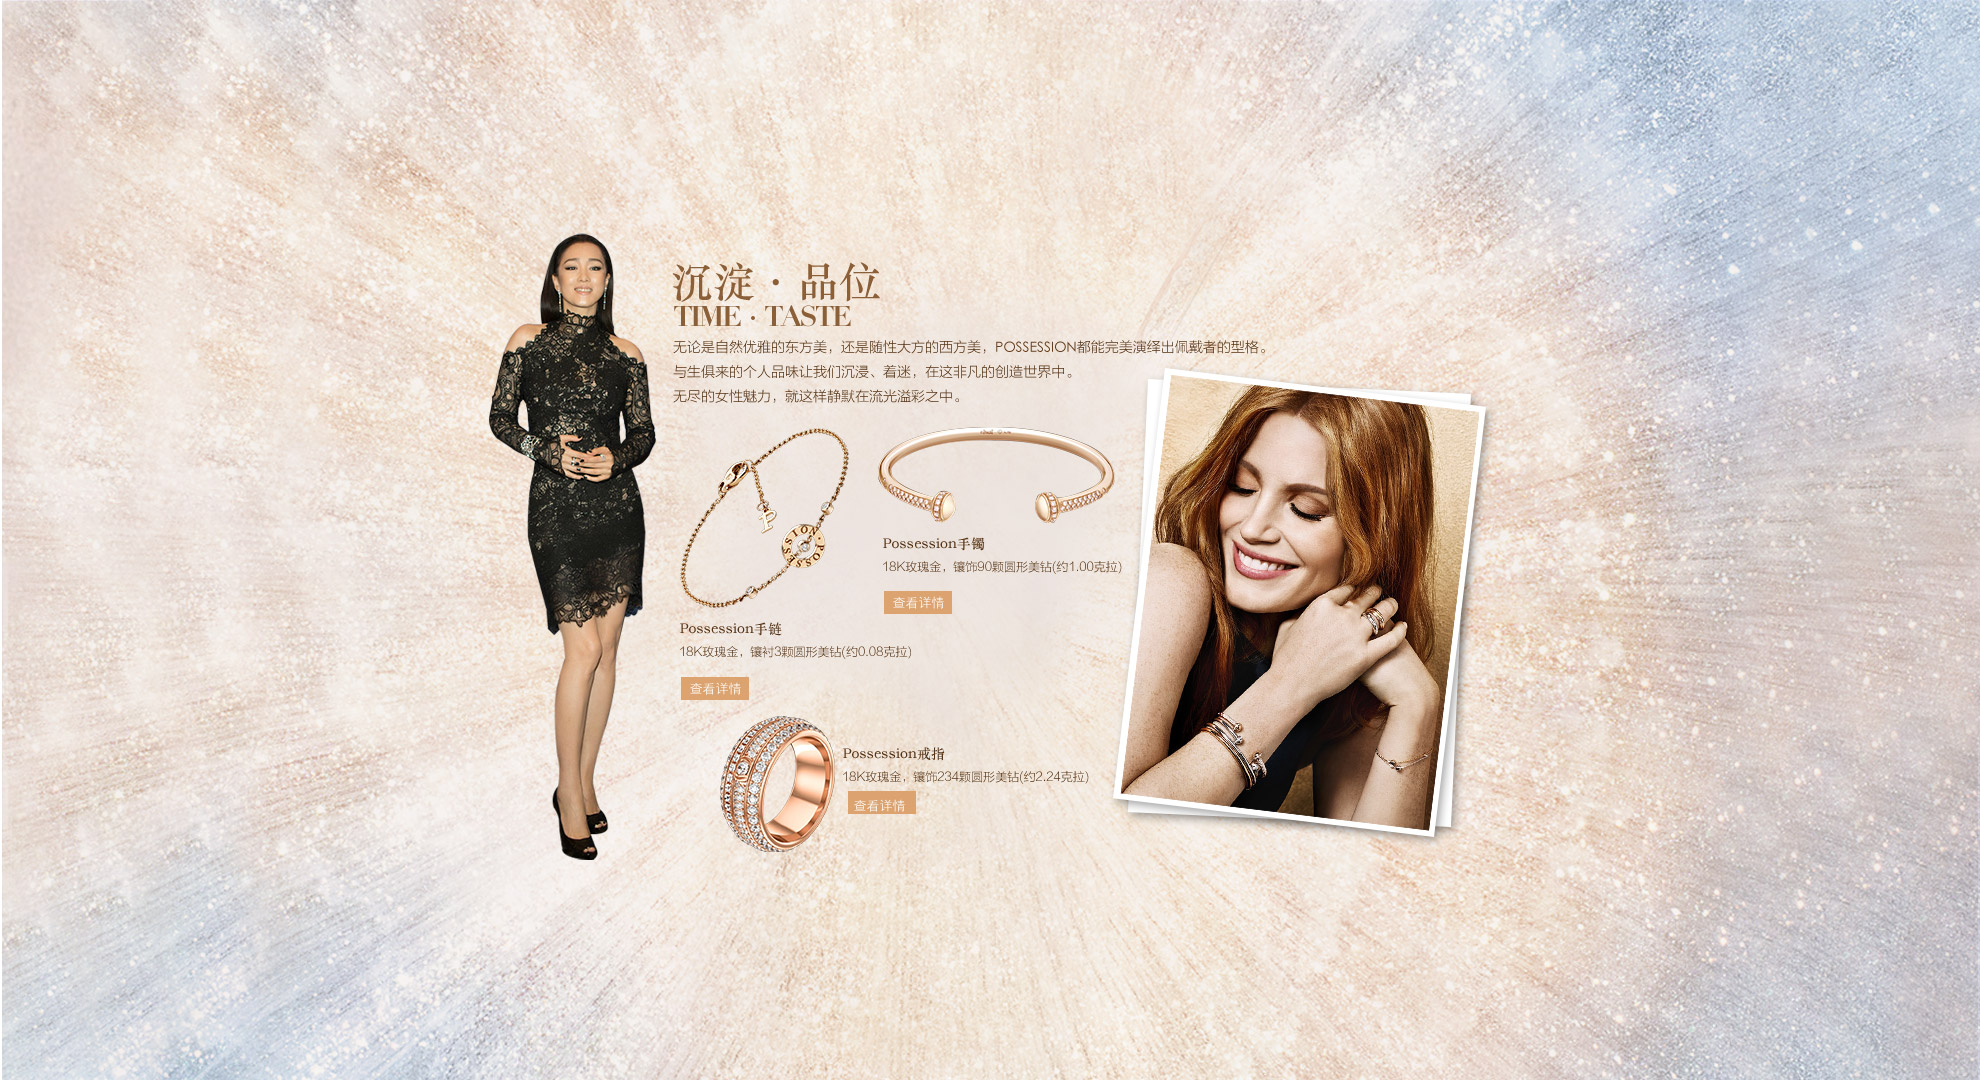 沉淀·品位
TIME·TASTE
无论是自然优雅的东方美，还是随性大方的西方美，POSSESSION都能完美演绎出佩戴者的型格。
与生俱来的个人品味让我们沉浸、着迷，在这非凡的创造世界中。
无尽的女性魅力，就这样静默在流光溢彩之中。
P
POSSESSION·POSSESSION
Possession手镯
18K玫瑰金，镶饰90颗圆形美钻(约1.00克拉)
查看详情
Possession手链
18K玫瑰金，镶衬3颗圆形美钻(约0.08克拉)
查看详情
Possession戒指
18K玫瑰金，镶饰234颗圆形美钻(约2.24克拉)
查看详情